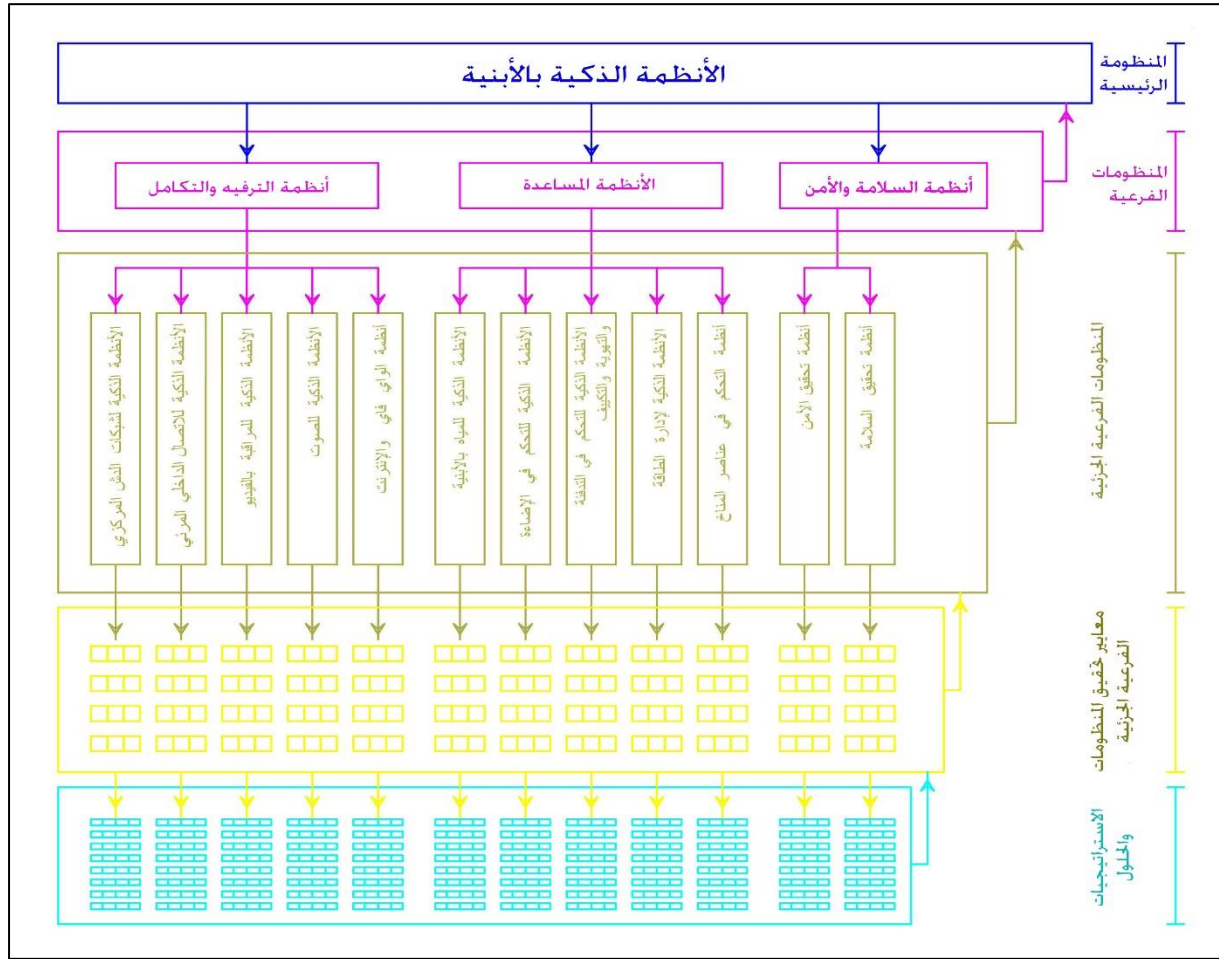 المنظومة
الرئيسية
الأنظمة الذكية بالأبنية
المنظومات
الفرعية
أنظمة السلامة والأمن
الأنظمة المساعدة
أنظمة الترفيه والتكامل
المنظومات الفرعية الجزئية
أنظمة تحقيق السلامة
أنظمة تحقيق الأمن
أنظمة التحكم في عناصر المناخ
الأنظمة الذكية لإدارة الطاقة
الأنظمة الذكية للتحكم في التدفئة
والتهوية والتكييف
الأنظمة الذكية للتحكم في الإضاءة
الأنظمة الذكية للمياه بالأبنية
أنظمة الواي فاي والإنترنت
الأنظمة الذكية للصوت
الأنظمة الذكية للمراقبة بالفيديو
الأنظمة الذكية للاتصال الداخلي المرئي
الأنظمة الذكية لشبكات الدش المركزي
معايير تحقيق المنظومات
الفرعية الجزئية
الاستراتيجيات
والحلول